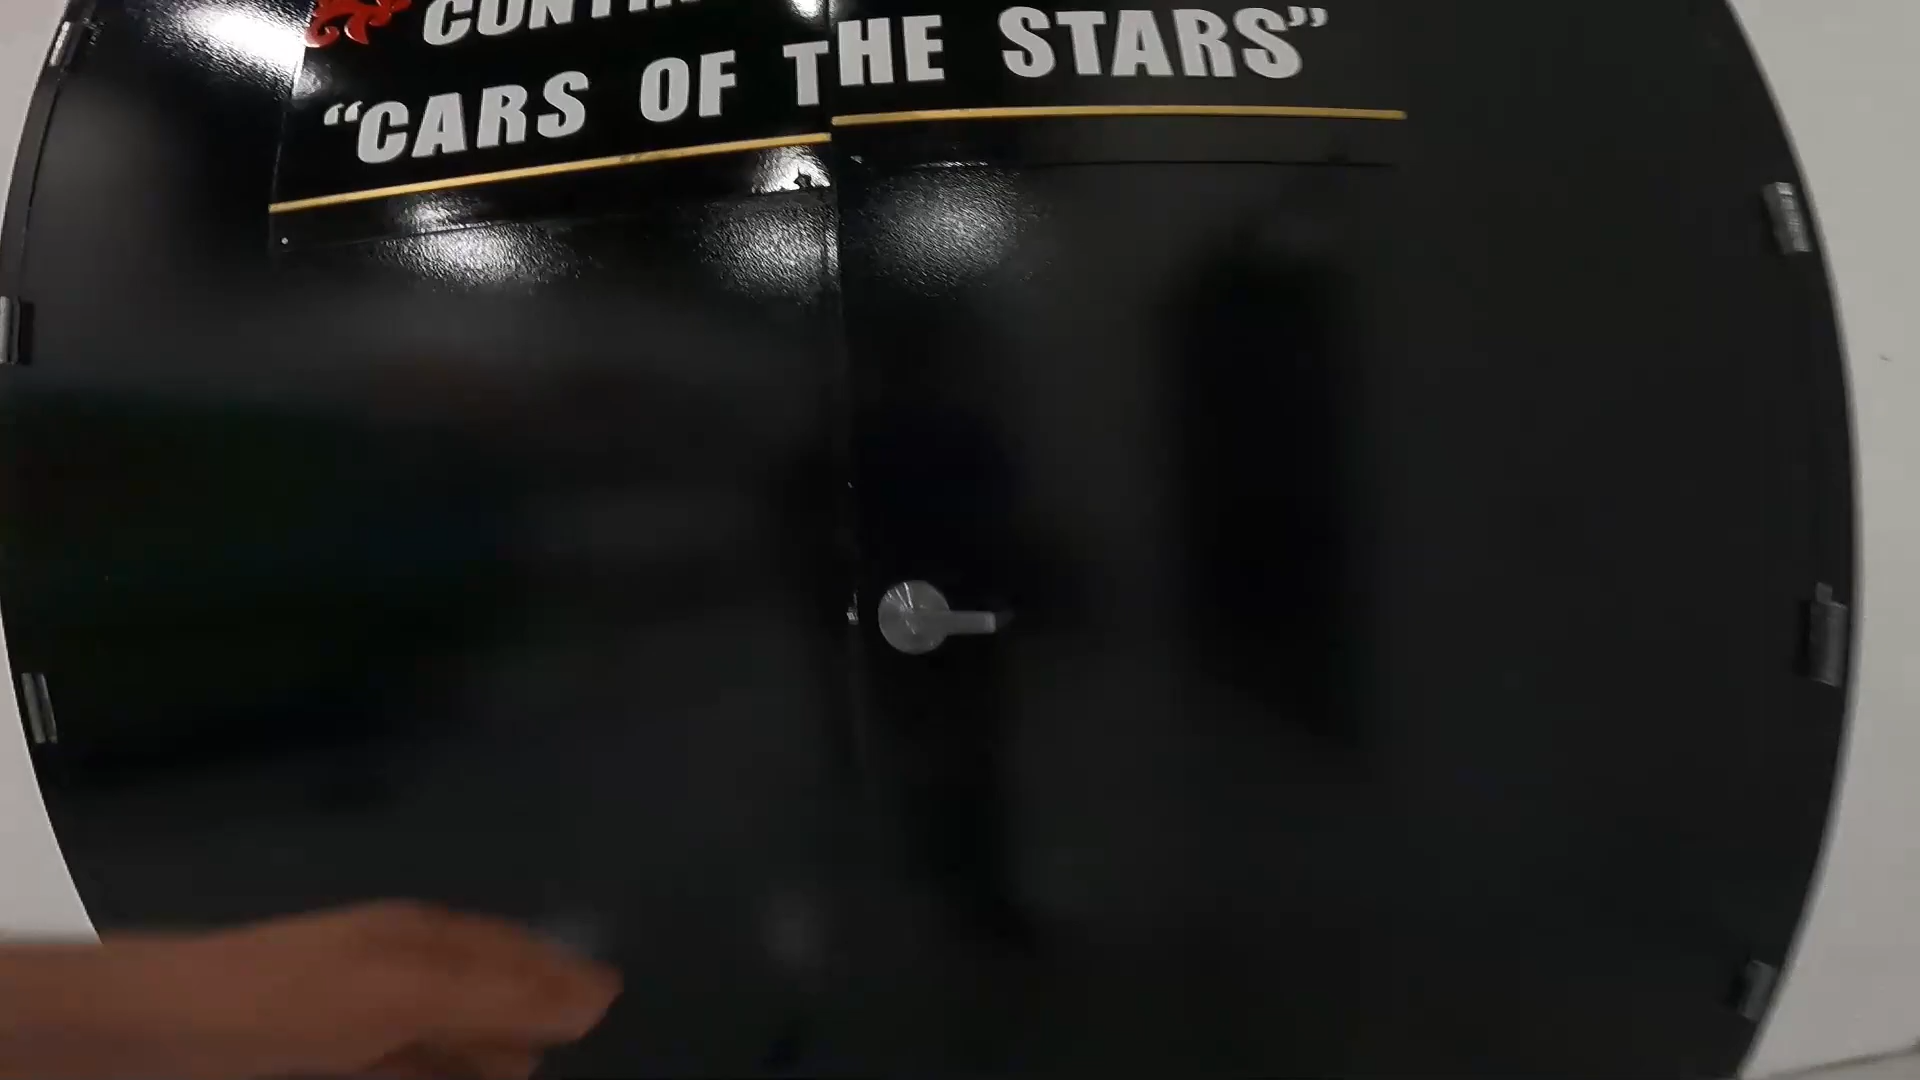 “CARS OF THE STARS”